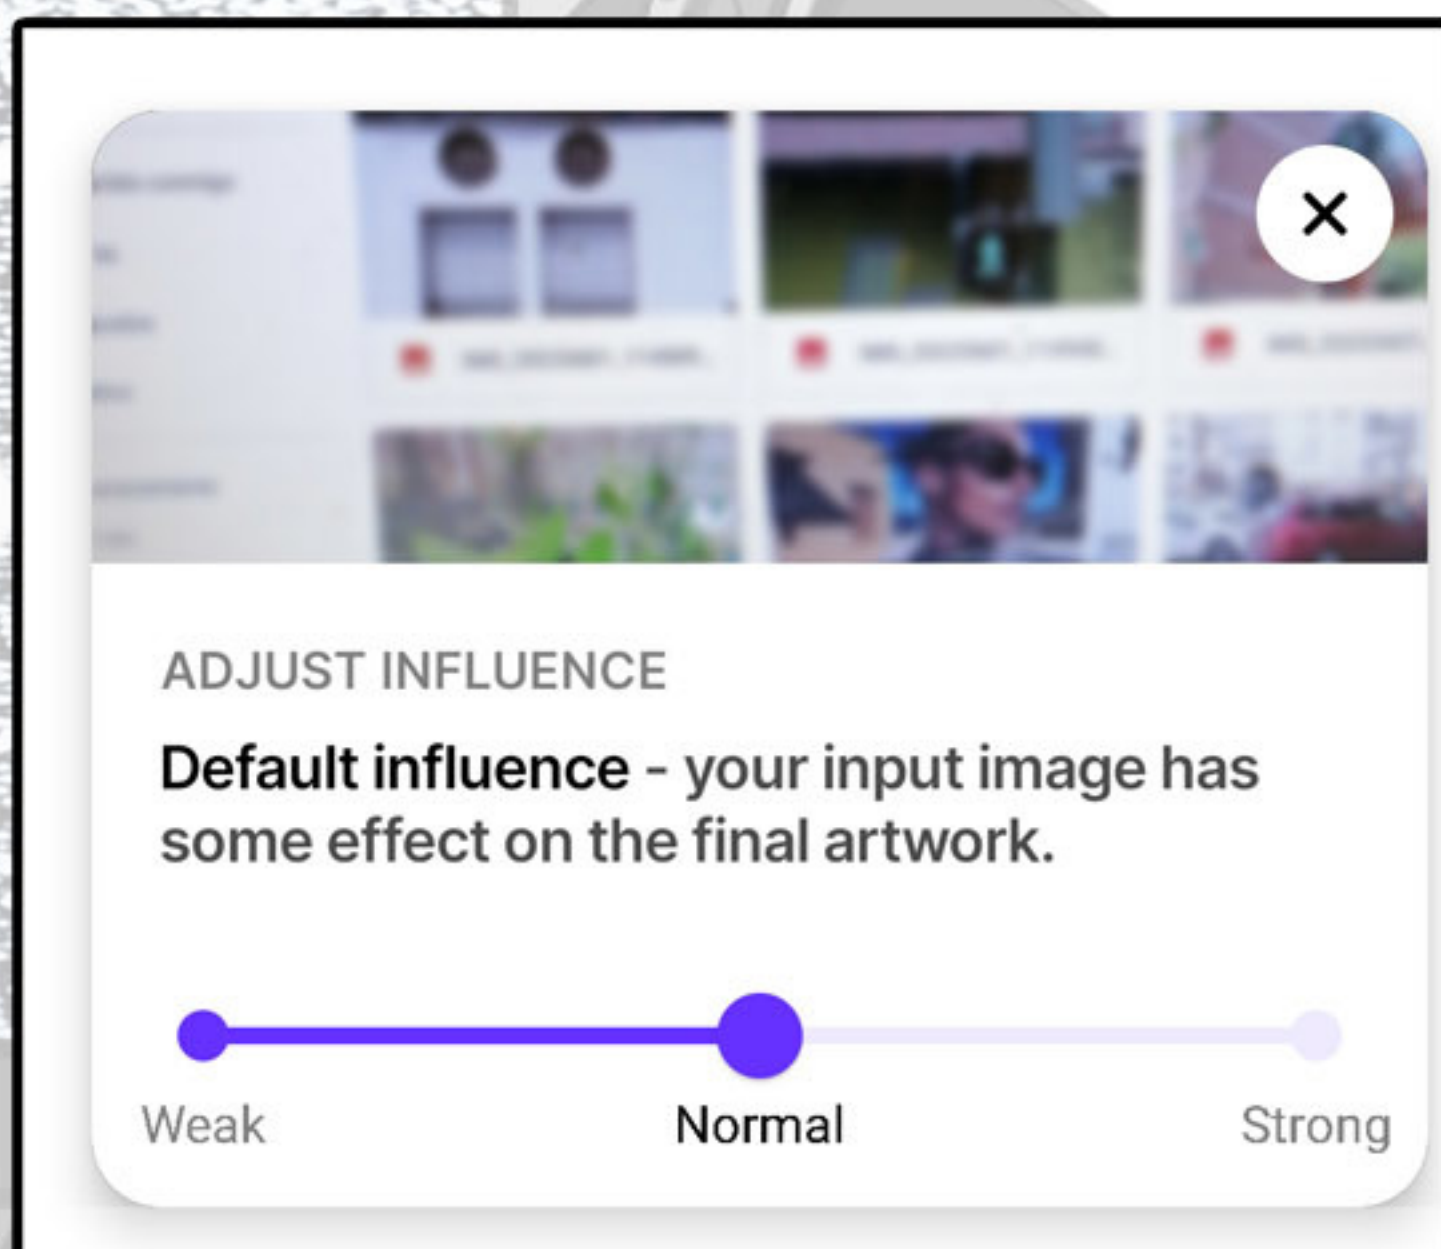 ADJUST INFLUENCE
Default influence - your input image has
some effect on the final artwork.
Weak
Normal
Strong